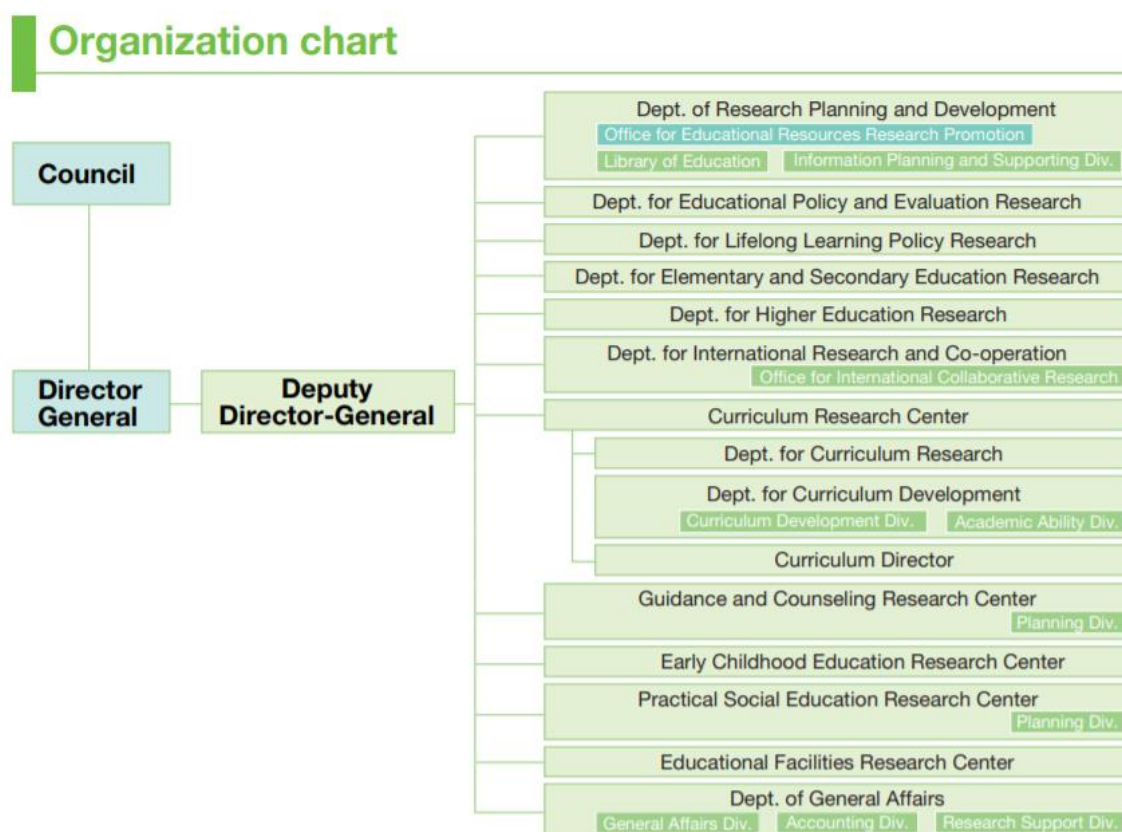 Organization chart
Council
Director
General
Deputy
Director-General
Dept. of Research Planning and Development
Office for Educational Resources Research Promotion
Library of Education
Information Planning and Supporting Div.
Dept. for Educational Policy and Evaluation Research
Dept. for Lifelong Learning Policy Research
Dept. for Elementary and Secondary Education Research
Dept. for Higher Education Research
Dept. for International Research and Co-operation
Office for International Collaborative Research
Curriculum Research Center
Dept. for Curriculum Research
Dept. for Curriculum Development
Curriculum Development Div.
Academic Ability Div.
Curriculum Director
Guidance and Counseling Research Center
Planning Div.
Early Childhood Education Research Center
Practical Social Education Research Center
Planning Div.
Educational Facilities Research Center
Dept. of General Affairs
General Affairs Div.
Accounting Div.
Research Support Div.